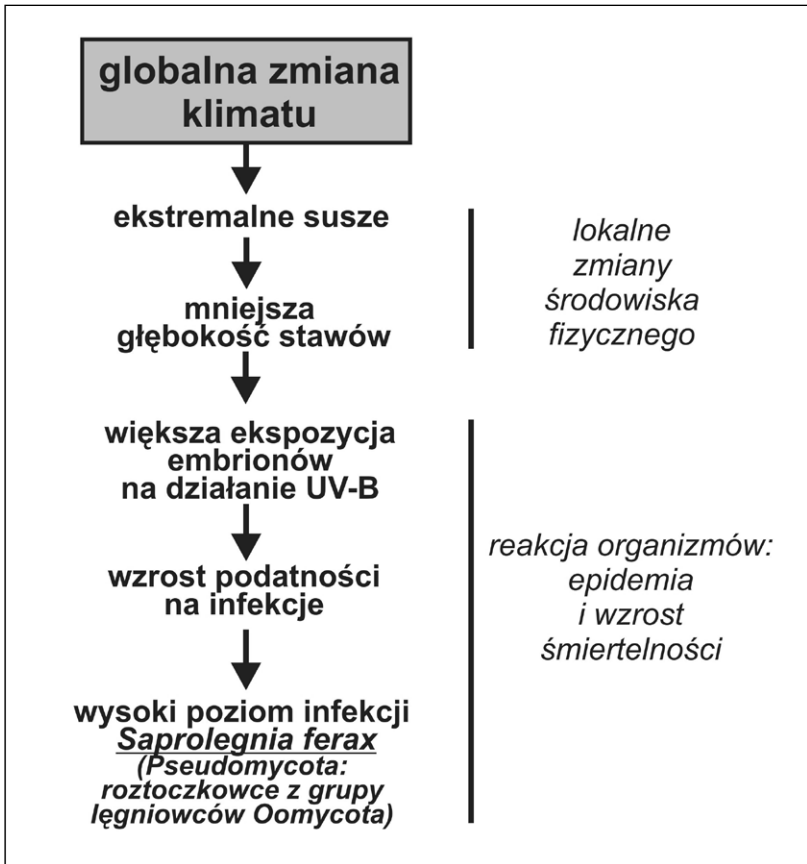 globalna zmiana
klimatu
ekstremalne susze
mniejsza
głębokość stawów
lokalne
zmiany
środowiska
fizycznego
większa ekspozycja
embrionów
na działanie UV-B
wzrost podatności
na infekcje
wysoki poziom infekcji
Saprolegnia ferax
(Pseudomycota:
roztoczkowce z grupy
lęgniowców Oomycota)
reakcja organizmów:
epidemia
i wzrost
śmiertelności